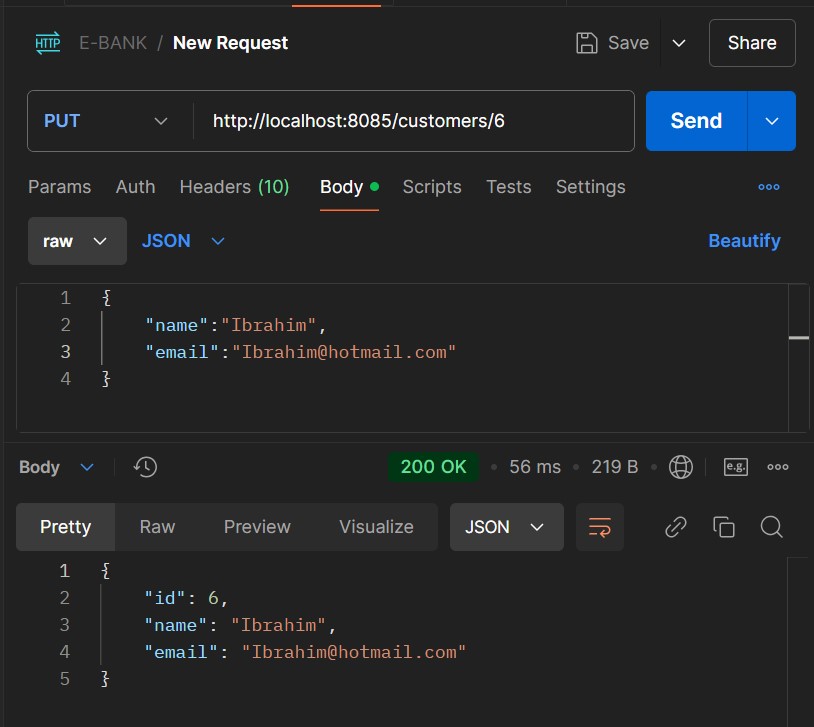 HTTP E-BANK / New Request Save Share
PUT http://localhost:8085/customers/6 Send
Params Auth Headers (10) Body Scripts Tests Settings
raw JSON Beautify
1 {
2 "name":"Ibrahim",
3 "email":"Ibrahim@hotmail.com"
4 }
Body 200 OK • 56 ms • 219 B • e.g.
Pretty Raw Preview Visualize JSON
1 {
2 "id": 6,
3 "name": "Ibrahim",
4 "email": "Ibrahim@hotmail.com"
5 }